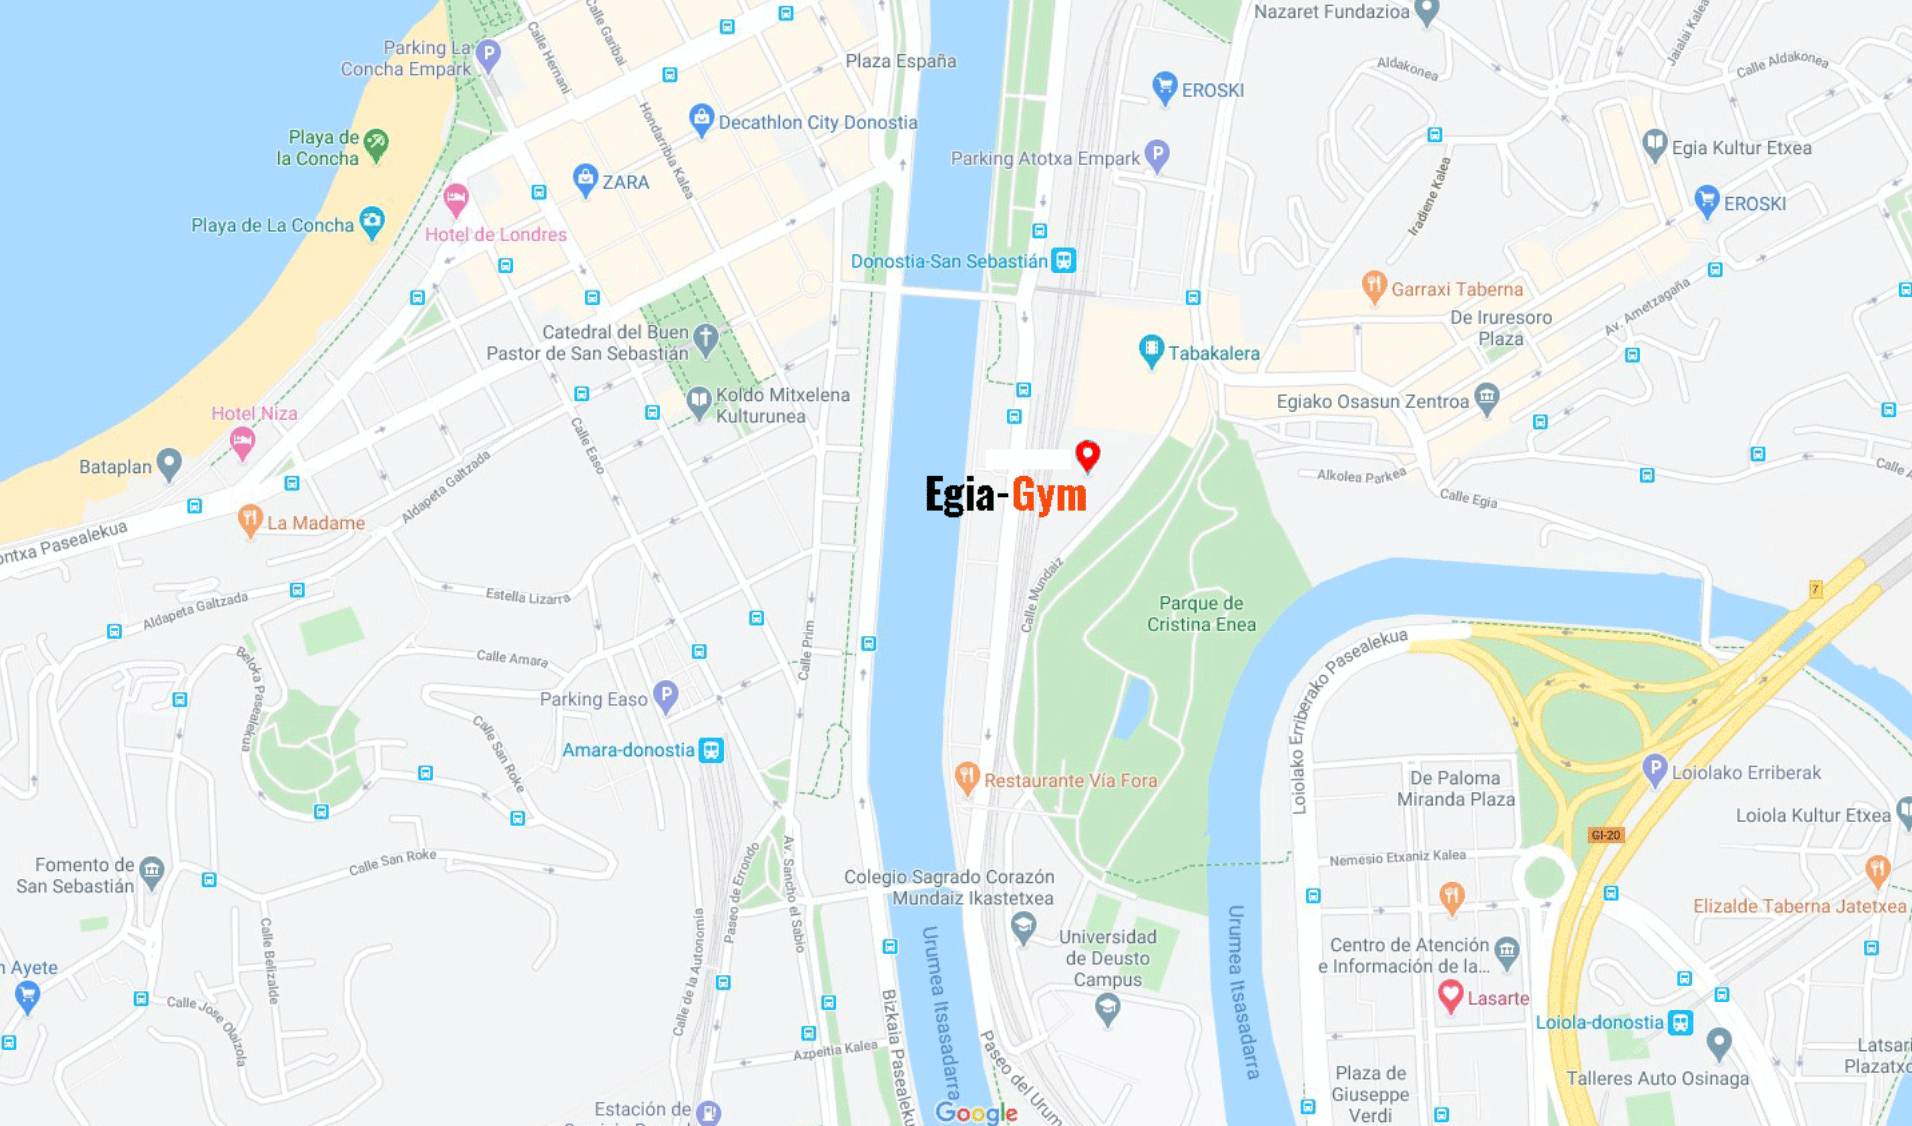 Nazaret Fundazioa
Parking La
Concha Empark
Calle Hernani
Calle Garibai
Plaza España
Aldakonea
Jaialai Kalea
Calle Aldakonea
EROSKI
Hondarribia Kalea
Decathlon City Donostia
Playa de
la Concha
Parking Atotxa Empark
Egia Kultur Etxea
ZARA
Iradiene Kalea
EROSKI
Playa de La Concha
Hotel de Londres
Donostia-San Sebastián
Garraxi Taberna
Av. Ametzagaña
De Iruresoro
Plaza
Catedral del Buen
Pastor de San Sebastián
Tabakalera
Koldo Mitxelena
Kulturunea
Egiako Osasun Zentroa
Hotel Niza
Calle Easo
Bataplan
Aldapeta Galtzada
Alkolea Parkea
Calle Egia
Calle A
Egia-Gym
La Madame
ontxa Pasealekua
Calle Mundaiz
Estella Lizarra
Aldapeta Galtzada
7
Parque de
Cristina Enea
Calle Prim
Beloka Pasealekua
Calle Amara
Loiolako Erriberako Pasealekua
Parking Easo
Calle San Roke
Amara-donostia
Restaurante Vía Fora
De Paloma
Miranda Plaza
Loiolako Erriberak
Loiola Kultur Etxea
GI-20
Calle San Roke
Paseo de Errondo
Av. Sancho el Sabio
Nemesio Etxaniz Kalea
Fomento de
San Sebastián
Colegio Sagrado Corazón
Mundaiz Ikastetxea
Elizalde Taberna Jatetxea
Calle Belizalde
Calle de la Autonomia
Universidad
de Deusto
Campus
Urumea Itsasadarra
Urumea Itsasadarra
Centro de Atención
e Información de la...
n Ayete
Calle Jose Olaizola
Bizkaia Pasealeku
Lasarte
Loiola-donostia
Paseo del Urum
Azpeitia Kalea
Latsari
Plazatxo
Talleres Auto Osinaga
Plaza de
Giuseppe
Verdi
Estación de
Google